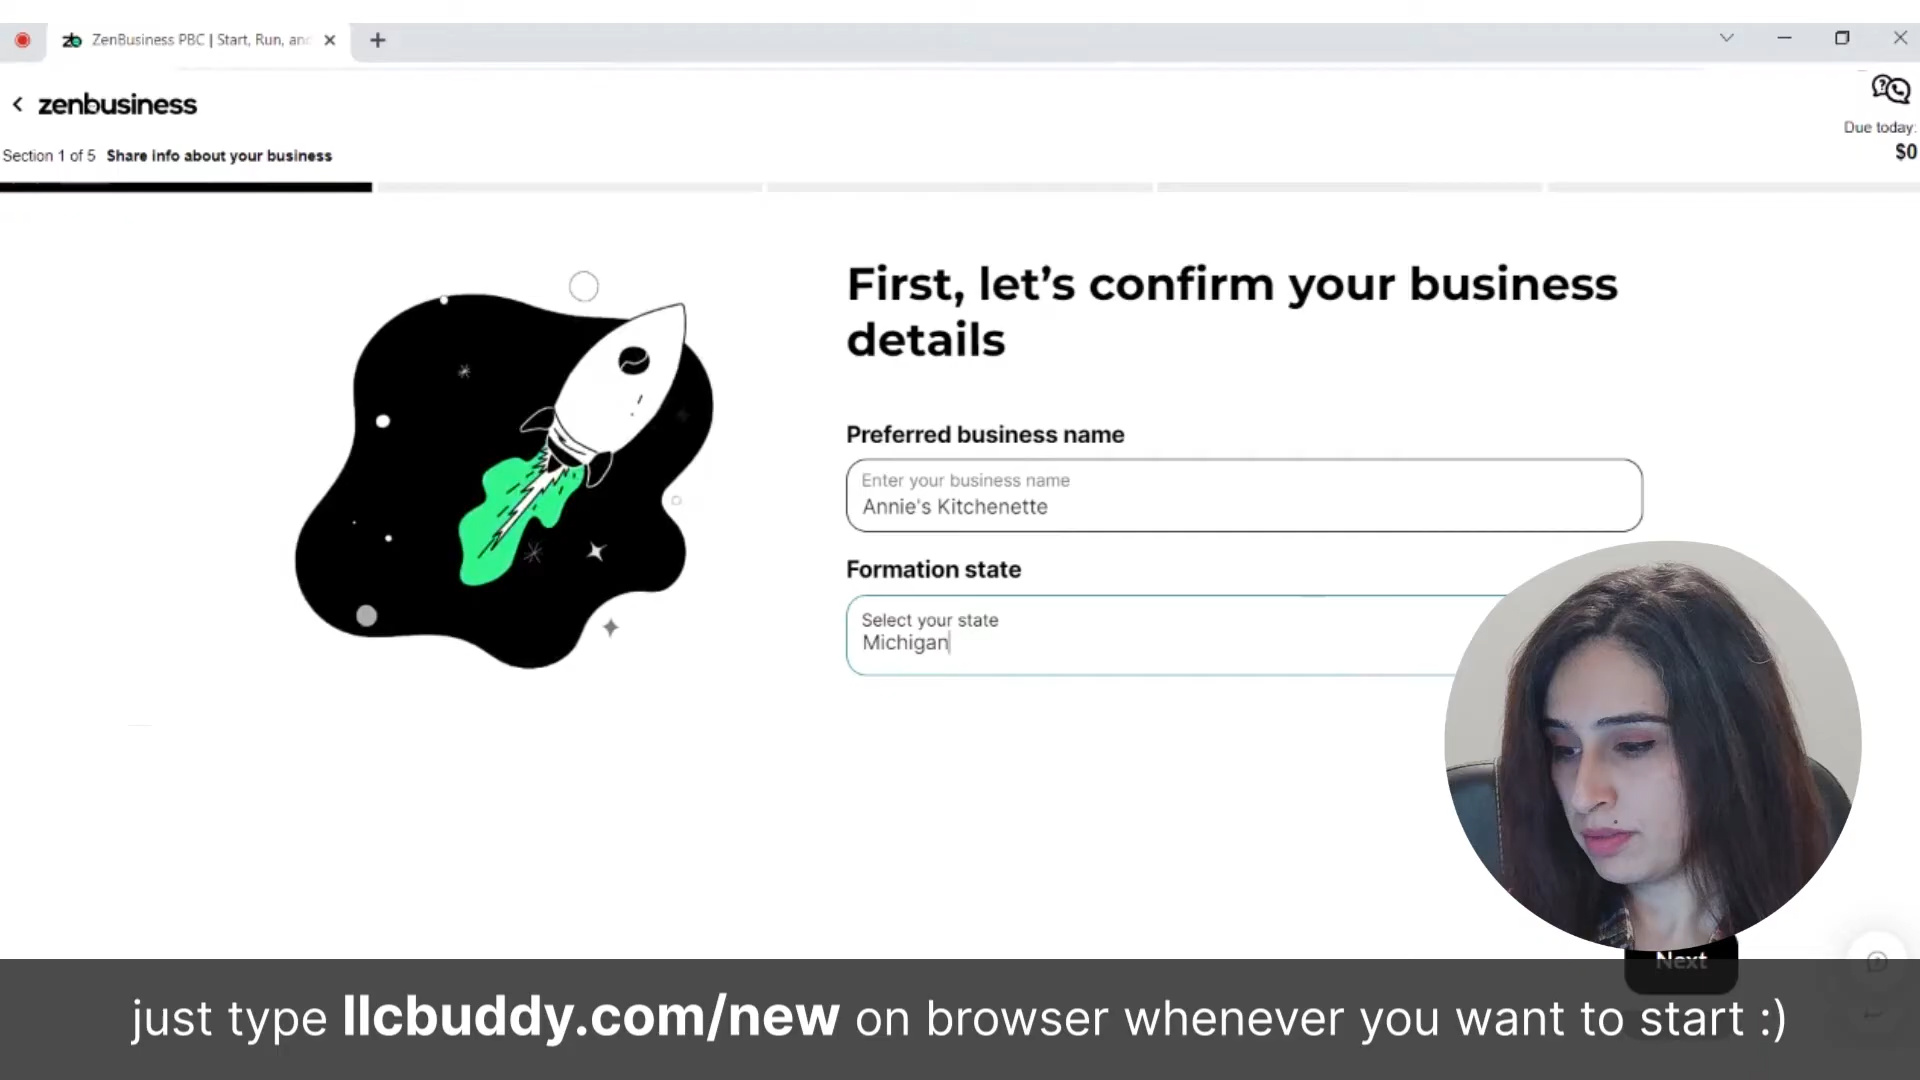 ZenBusiness PBC | Start, Run, and
zenbusiness
Due today:
$0
Section 1 of 5 Share info about your business
First, let’s confirm your business
details
Preferred business name
Enter your business name
Annie's Kitchenette
Formation state
Select your state
Michigan
Next
just type llcbuddy.com/new on browser whenever you want to start :)